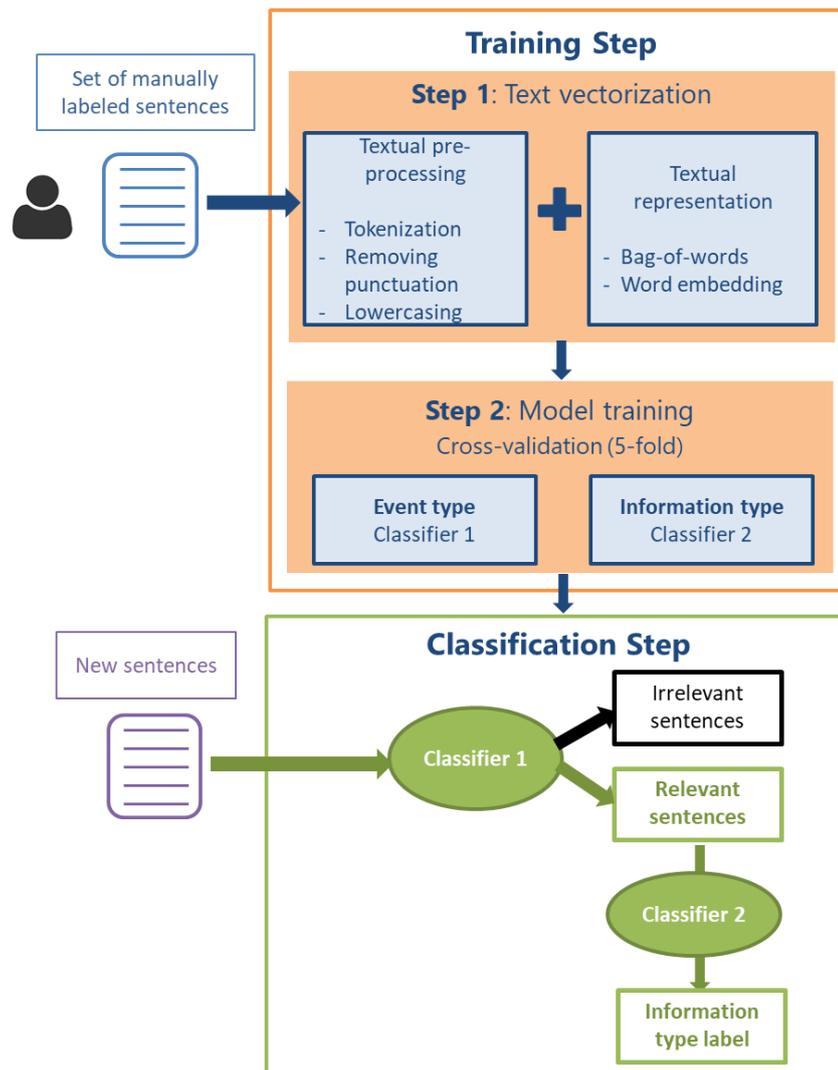 Training Step
Set of manually
labeled sentences
Step 1: Text vectorization
Textual pre-
processing
- Tokenization
- Removing
punctuation
- Lowercasing
Textual
representation
- Bag-of-words
- Word embedding
Step 2: Model training
Cross-validation (5-fold)
Event type
Classifier 1
Information type
Classifier 2
Classification Step
New sentences
Classifier 1
Irrelevant
sentences
Relevant
sentences
Classifier 2
Information
type label